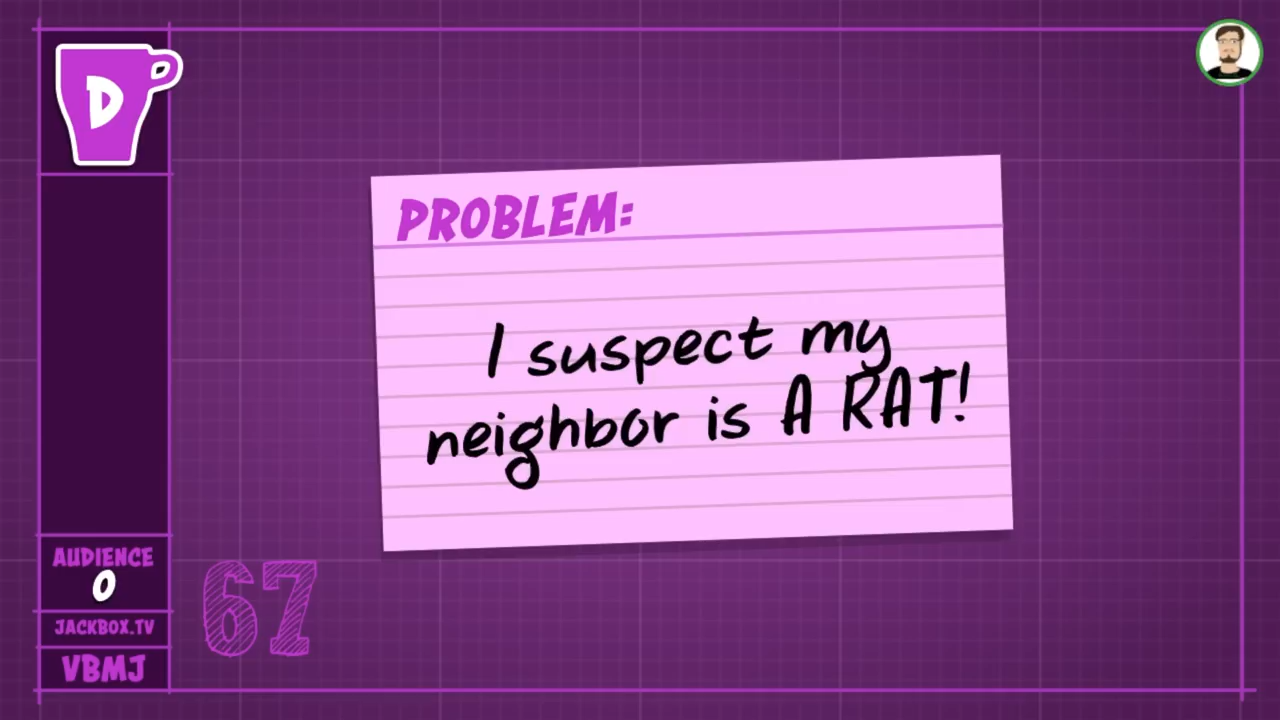 D
PROBLEM:
I suspect my
neighbor is A RAT!
AUDIENCE
0
JACKBOX.TV
VBMJ
67